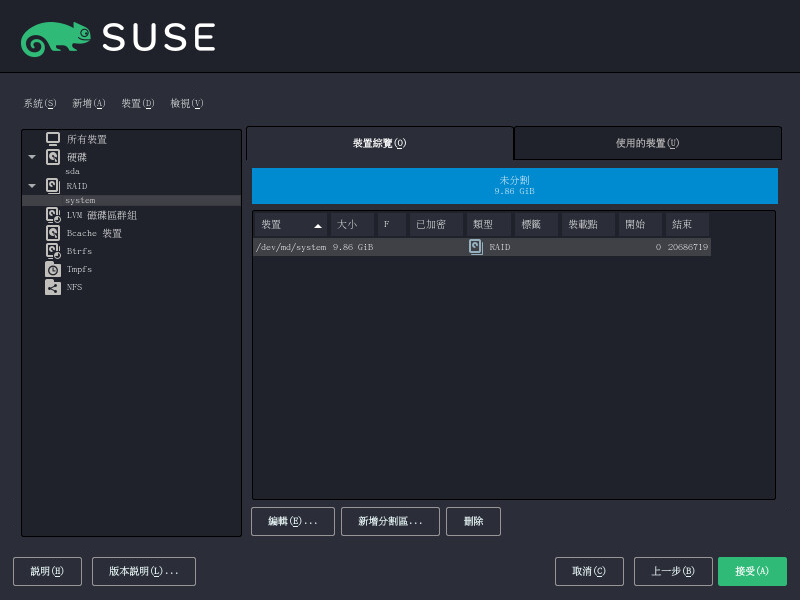 SUSE
系統(S) 新增(A) 裝置(D) 檢視(V)
所有裝置
硬碟
sda
RAID
system
LVM 磁碟區群組
Bcache 裝置
Btrfs
Tmpfs
NFS
裝置綜覽(O) 使用的裝置(U)
未分割
9.86 GiB
裝置 大小 F 已加密 類型 標籤 裝載點 開始 結束
/dev/md/system 9.86 GiB RAID 0 20686719
編輯(E)... 新增分割區... 刪除
說明(H) 版本說明(L)... 取消(C) 上一步(B) 接受(A)